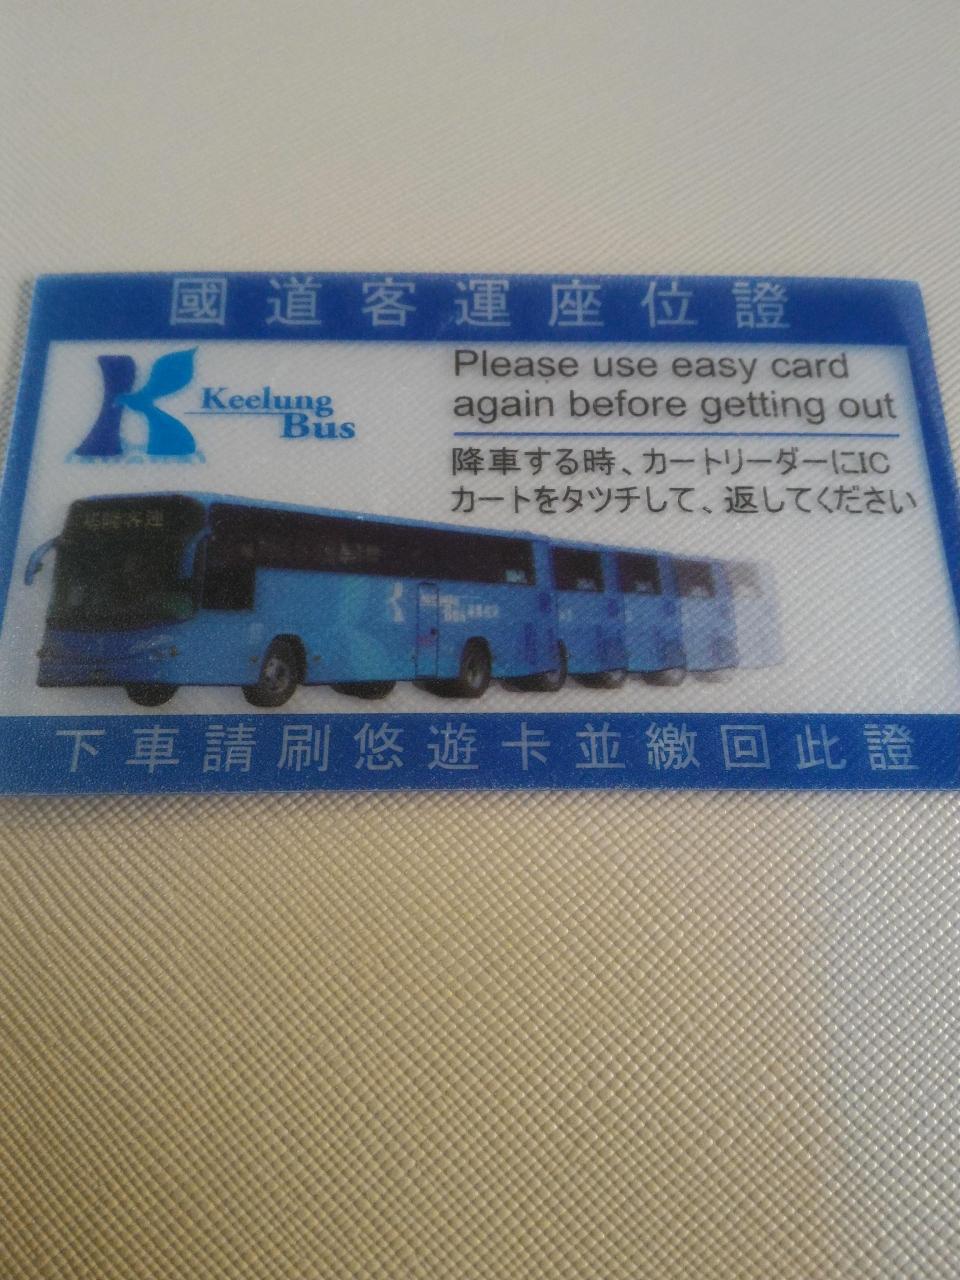 國道客運座位證
Keelung
Bus
Please use easy card
again before getting out
降車する時、カートリーダーにIC
カートをタツチして、返してください
下車請刷悠遊卡並繳回此證